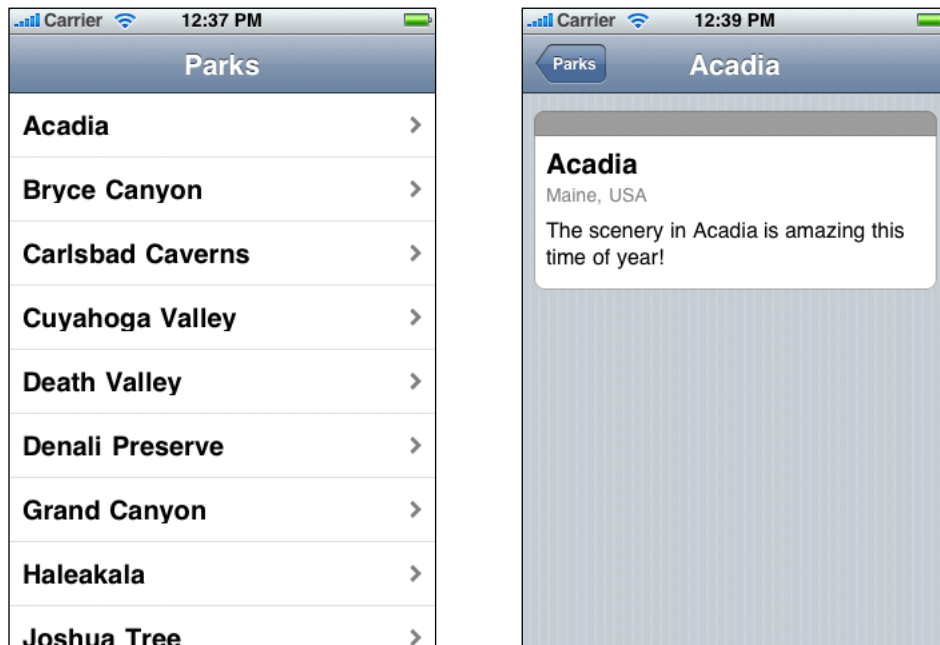 Carrier 12:37 PM
Parks
Acadia
Bryce Canyon
Carlsbad Caverns
Cuyahoga Valley
Death Valley
Denali Preserve
Grand Canyon
Haleakala
Joshua Tree
Carrier 12:39 PM
Parks Acadia
Acadia
Maine, USA
The scenery in Acadia is amazing this
time of year!